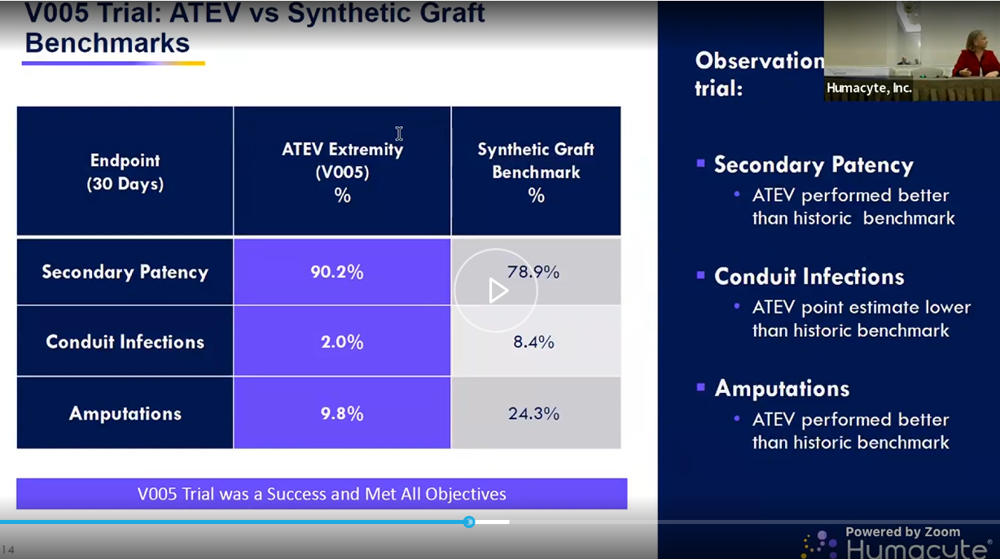 V005 Trial: ATEV vs Synthetic Graft
Benchmarks
Endpoint
(30 Days)
ATEV Extremity
(V005)
%
Synthetic Graft
Benchmark
%
Secondary Patency
90.2%
78.9%
Conduit Infections
2.0%
8.4%
Amputations
9.8%
24.3%
V005 Trial was a Success and Met All Objectives
14
Observation
trial:
Humacyte, Inc.
Secondary Patency
ATEV performed better
than historic benchmark
Conduit Infections
ATEV point estimate lower
than historic benchmark
Amputations
ATEV performed better
than historic benchmark
Powered by Zoom
Humacyte®